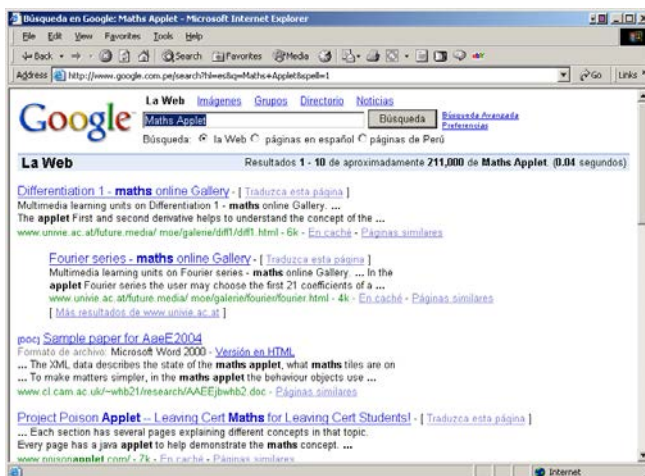 Búsqueda en Google: Maths Applet - Microsoft Internet Explorer
File Edit View Favorites Tools Help
Back Search Favorites Media
Address http://www.google.com.pe/search?hl=es&q=Maths+Applet&spell=1 Go Links
La Web Imágenes Grupos Directorio Noticias
Google Maths Applet Búsqueda Búsqueda Avanzada
Preferencias
Búsqueda: la Web páginas en español páginas de Perú
La Web Resultados 1 - 10 de aproximadamente 211,000 de Maths Applet. (0.04 segundos)
Differentiation 1 - maths online Gallery - [ Traduzca esta página ]
Multimedia learning units on Differentiation 1 - maths online Gallery. ...
The applet First and second derivative helps to understand the concept of the ...
www.univie.ac.at/future.media/ moe/galerie/diff1/diff1.html - 6k - En caché - Páginas similares
Fourier series - maths online Gallery - [ Traduzca esta página ]
Multimedia learning units on Fourier series - maths online Gallery. ... In the
applet Fourier series the user may choose the first 21 coefficients of a ...
www.univie.ac.at/future.media/ moe/galerie/fourier/fourier.html - 4k - En caché - Páginas similares
[ Más resultados de www.univie.ac.at ]
[DOC] Sample paper for AaeE2004
Formato de archivo: Microsoft Word 2000 - Versión en HTML
... The XML data describes the state of the maths applet, what maths tiles are on
... To make matters simpler, in the maths applet the behaviour objects use ...
www.cl.cam.ac.uk/~whb21/research/AAEEjbwhb2.doc - Páginas similares
Project Poison Applet -- Leaving Cert Maths for Leaving Cert Students! - [ Traduzca esta página ]
... Each section has several pages explaining different concepts in that topic.
Every page has a java applet to help demonstrate the maths concept. ...
www.poisonapplet.com/ - 7k - En caché - Páginas similares
Internet